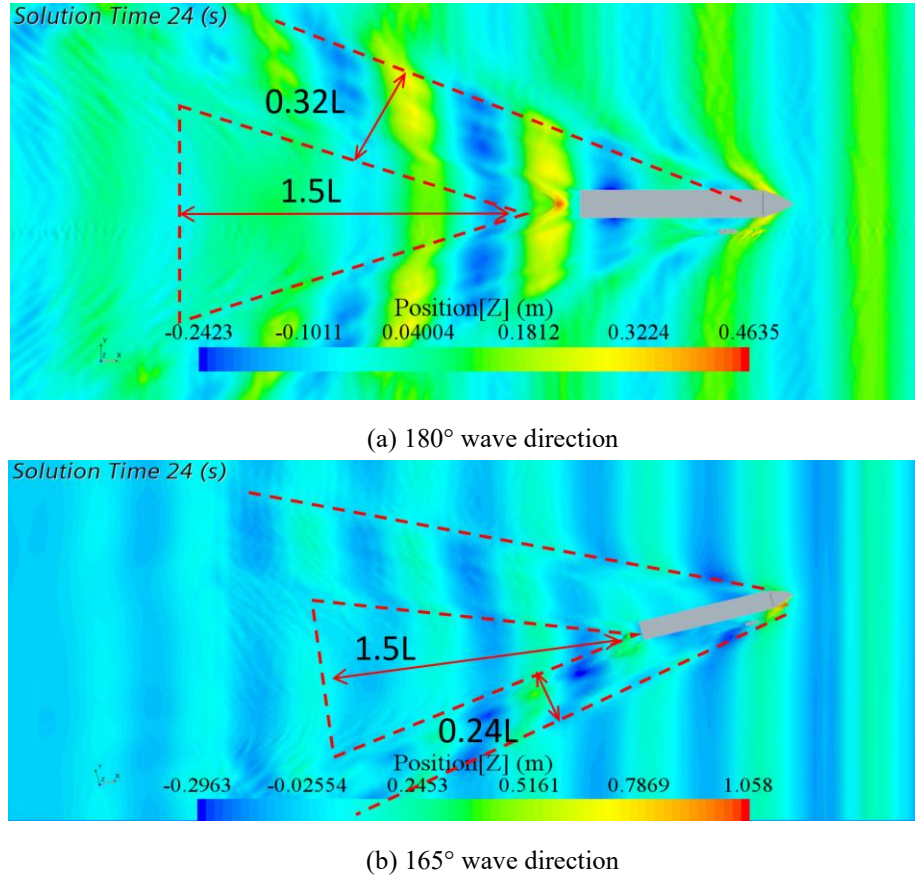 Solution Time 24 (s)
0.32L
1.5L
Position[Z] (m)
-0.2423 -0.1011 0.04004 0.1812 0.3224 0.4635
Y
Z X
(a) 180° wave direction
Solution Time 24 (s)
1.5L
0.24L
Position[Z] (m)
-0.2963 -0.02554 0.2453 0.5161 0.7869 1.058
Y
Z X
(b) 165° wave direction